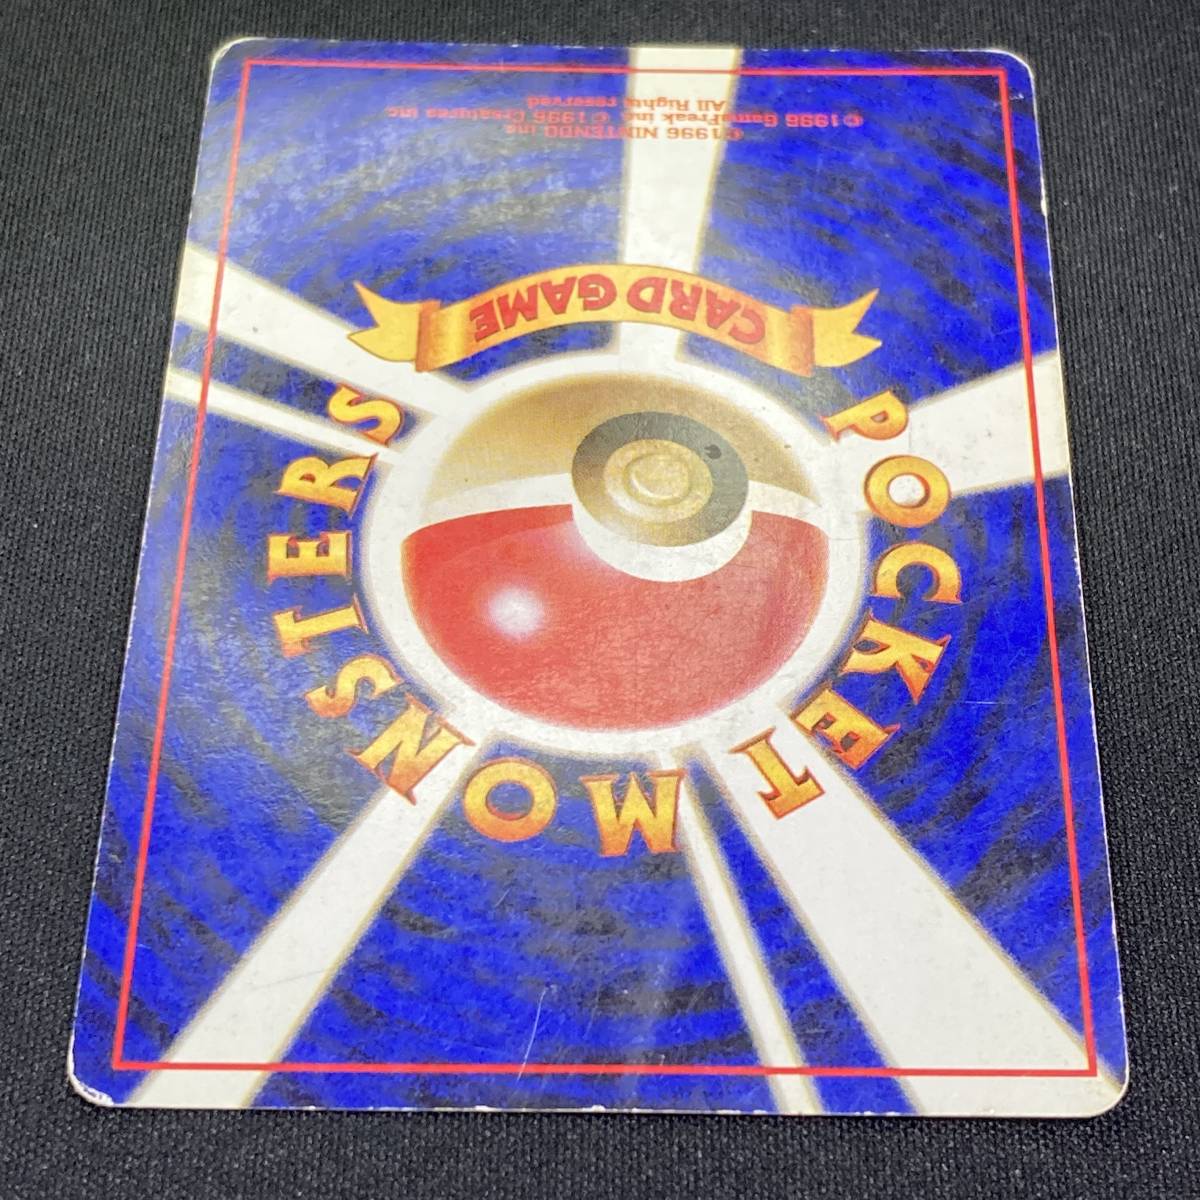 POCKET MONSTERS
CARD GAME
©1996 NINTENDO inc
©1996 GameFreak inc © 1996 Creatures inc
All Rights reserved